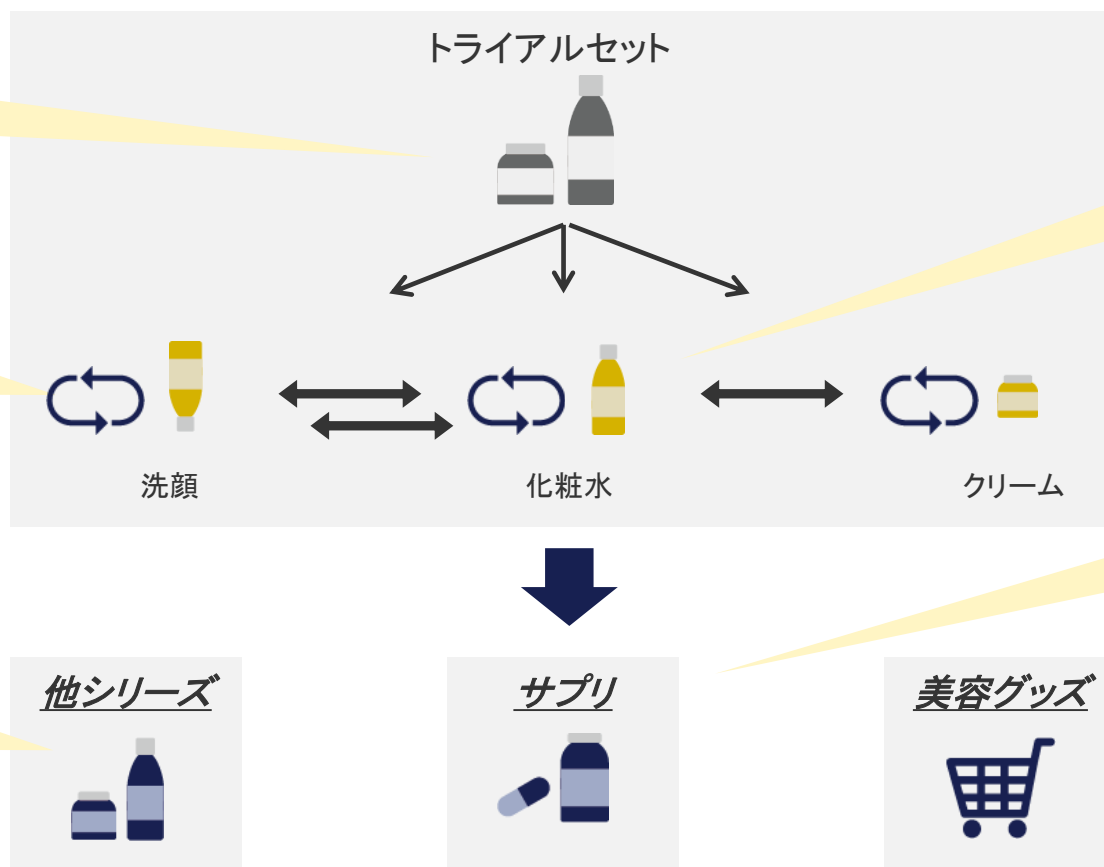 トライアルセット
洗顔
化粧水
クリーム
他シリーズ
サプリ
美容グッズ